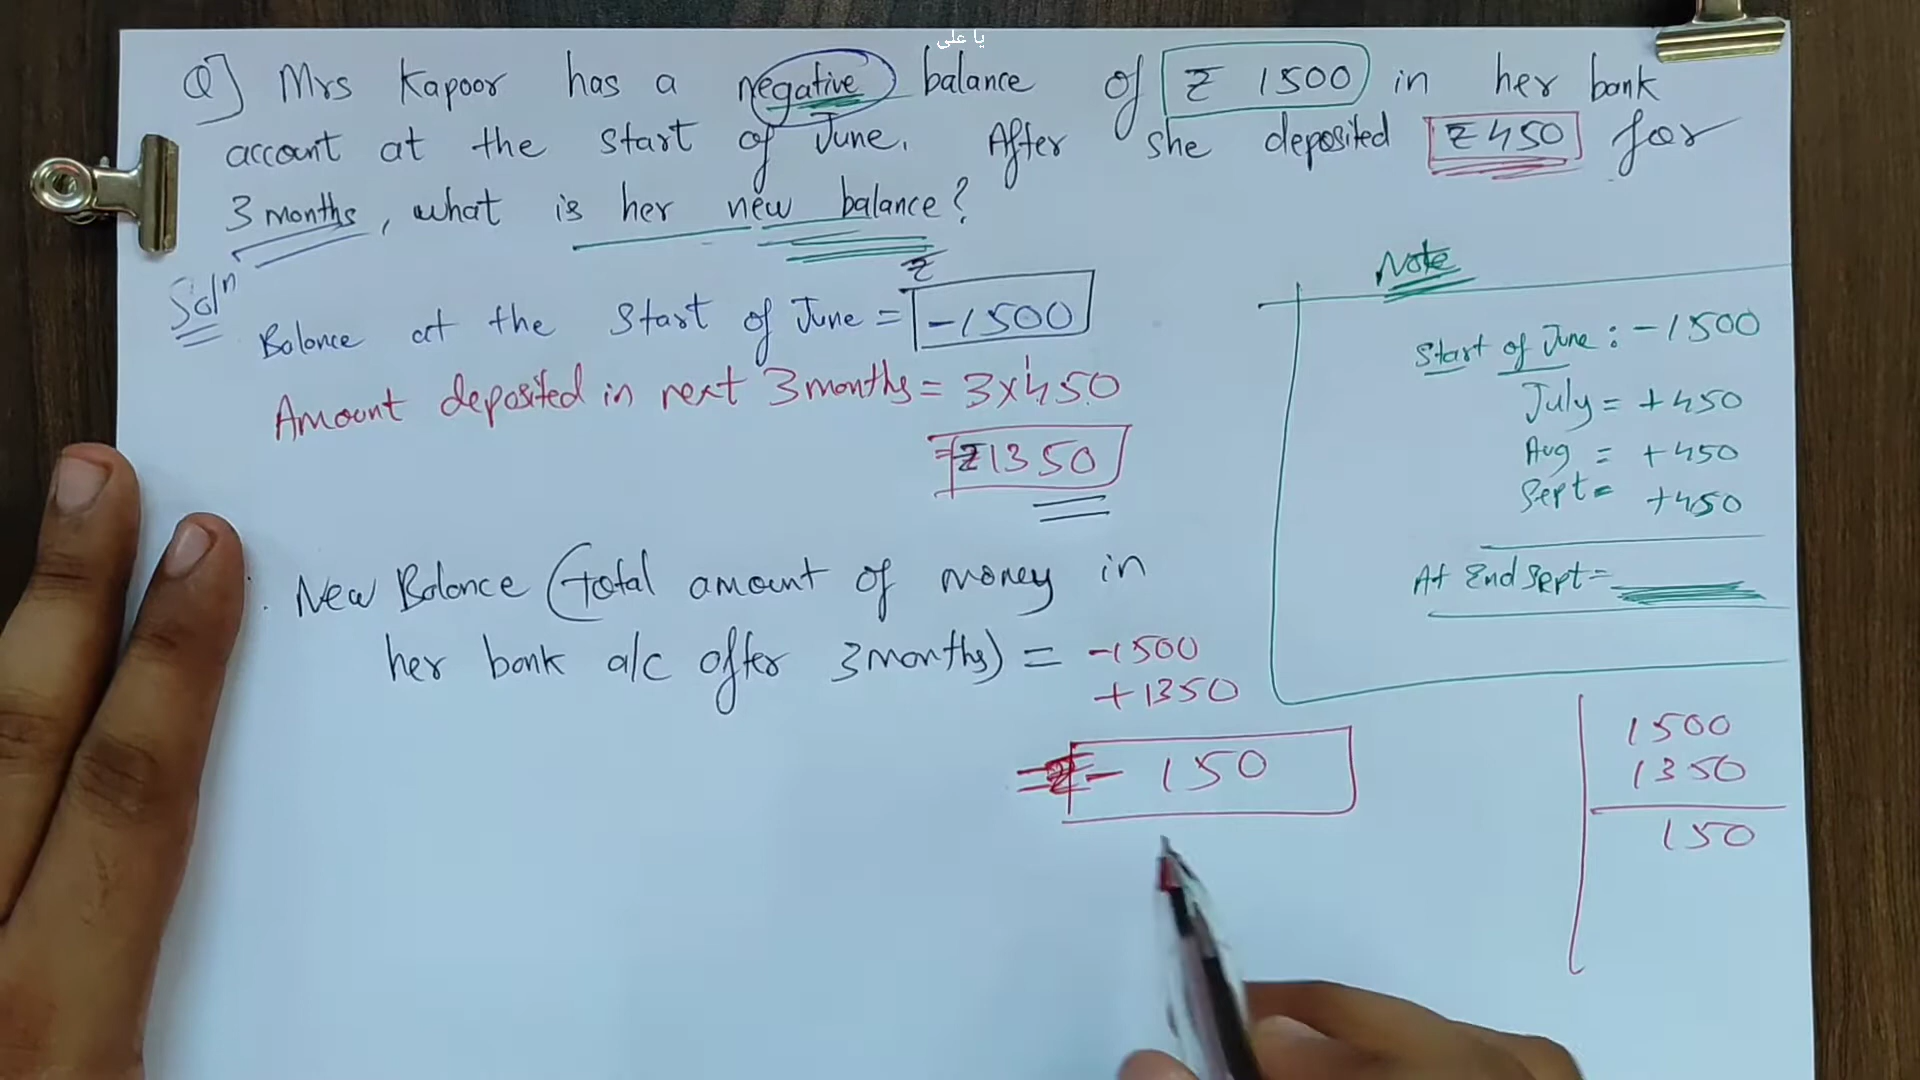 يا على
Q] Mrs Kapoor has a negative balance of ₹ 1500 in her bank
account at the start of June. After she deposited ₹450 for
3 months, what is her new balance?
Solⁿ
₹
Balance at the start of June = -1500
Amount deposited in next 3 months = 3×450
= ₹1350
New Balance (total amount of money in
her bank a/c after 3 months) = -1500
+1350
= ₹ - 150
Note
Start of June : -1500
July = +450
Aug = +450
Sept = +450
At End Sept =
1500
1350
150